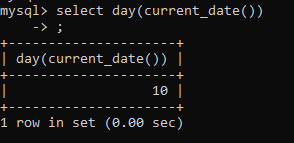 mysql> select day(current_date())
    -> ;
+---------------------+
| day(current_date()) |
+---------------------+
|                  10 |
+---------------------+
1 row in set (0.00 sec)